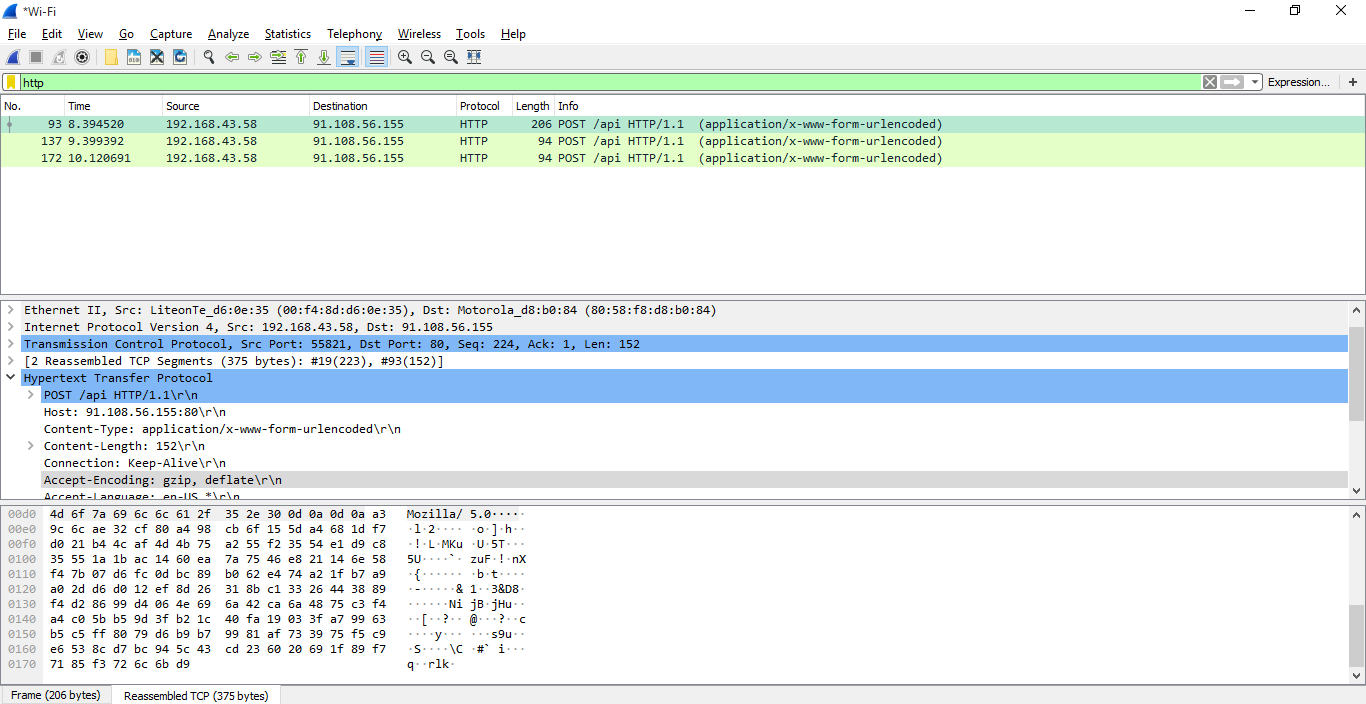 *Wi-Fi
File Edit View Go Capture Analyze Statistics Telephony Wireless Tools Help
http Expression... +
No. Time Source Destination Protocol Length Info
93 8.394520 192.168.43.58 91.108.56.155 HTTP 206 POST /api HTTP/1.1 (application/x-www-form-urlencoded)
137 9.399392 192.168.43.58 91.108.56.155 HTTP 94 POST /api HTTP/1.1 (application/x-www-form-urlencoded)
172 10.120691 192.168.43.58 91.108.56.155 HTTP 94 POST /api HTTP/1.1 (application/x-www-form-urlencoded)
Ethernet II, Src: LiteonTe_d6:0e:35 (00:f4:8d:d6:0e:35), Dst: Motorola_d8:b0:84 (80:58:f8:d8:b0:84)
Internet Protocol Version 4, Src: 192.168.43.58, Dst: 91.108.56.155
Transmission Control Protocol, Src Port: 55821, Dst Port: 80, Seq: 224, Ack: 1, Len: 152
[2 Reassembled TCP Segments (375 bytes): #19(223), #93(152)]
Hypertext Transfer Protocol
POST /api HTTP/1.1\r\n
Host: 91.108.56.155:80\r\n
Content-Type: application/x-www-form-urlencoded\r\n
Content-Length: 152\r\n
Connection: Keep-Alive\r\n
Accept-Encoding: gzip, deflate\r\n
Accept-Language: en-US,*\r\n
00d0 4d 6f 7a 69 6c 6c 61 2f 35 2e 30 0d 0a 0d 0a a3 Mozilla/ 5.0·····
00e0 9c 6c ae 32 cf 80 a4 98 cb 6f 15 5d a4 68 1d f7 ·l·2···· ·o·]·h··
00f0 d0 21 b4 4c af 4d 4b 75 a2 55 f2 35 54 e1 d9 c8 ·!·L·MKu ·U·5T···
0100 35 55 1a 1b ac 14 60 ea 7a 75 46 e8 21 14 6e 58 5U····`· zuF·!·nX
0110 f4 7b 07 d6 fc 0d bc 89 b0 62 e4 74 a2 1f b7 a9 ·{······ ·b·t····
0120 a0 2d d6 d0 12 ef 8d 26 31 8b c1 33 26 44 38 89 ·-·····& 1··3&D8·
0130 f4 d2 86 99 d4 06 4e 69 6a 42 ca 6a 48 75 c3 f4 ······Ni jB·jHu··
0140 a4 c0 5b b5 9d 3f b2 1c 40 fa 19 03 3f a7 99 63 ··[··?·· @···?··c
0150 b5 c5 ff 80 79 d6 b9 b7 99 81 af 73 39 75 f5 c9 ····y··· ···s9u··
0160 e6 53 8c d7 bc 94 5c 43 cd 23 60 20 69 1f 89 f7 ·S····\C ·#` i···
0170 71 85 f3 72 6c 6b d9 q··rlk·
Frame (206 bytes) Reassembled TCP (375 bytes)